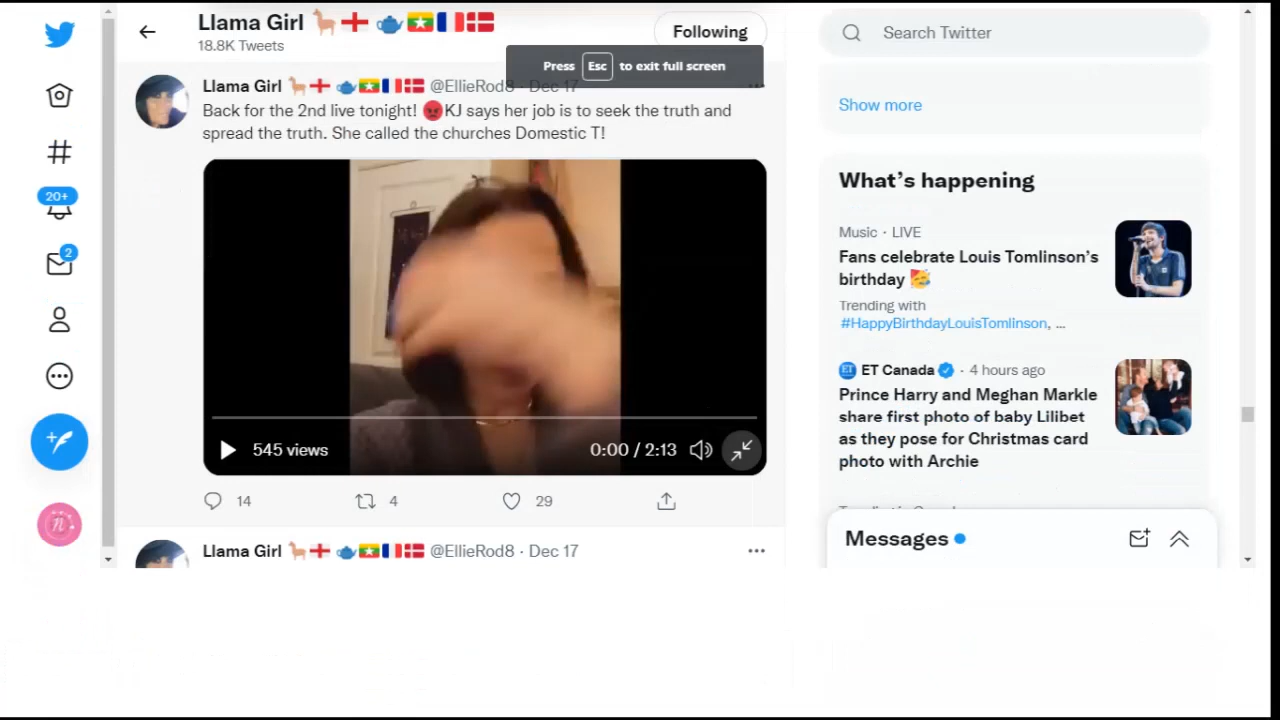 Llama Girl
18.8K Tweets
Following
Search Twitter
Press Esc to exit full screen
Llama Girl @EllieRod8 · Dec 17
Back for the 2nd live tonight! KJ says her job is to seek the truth and
spread the truth. She called the churches Domestic T!
545 views
0:00 / 2:13
14
4
29
Llama Girl @EllieRod8 · Dec 17
20+
2
Show more
What's happening
Music · LIVE
Fans celebrate Louis Tomlinson's
birthday
Trending with
#HappyBirthdayLouisTomlinson, ...
ET Canada · 4 hours ago
Prince Harry and Meghan Markle
share first photo of baby Lilibet
as they pose for Christmas card
photo with Archie
Messages